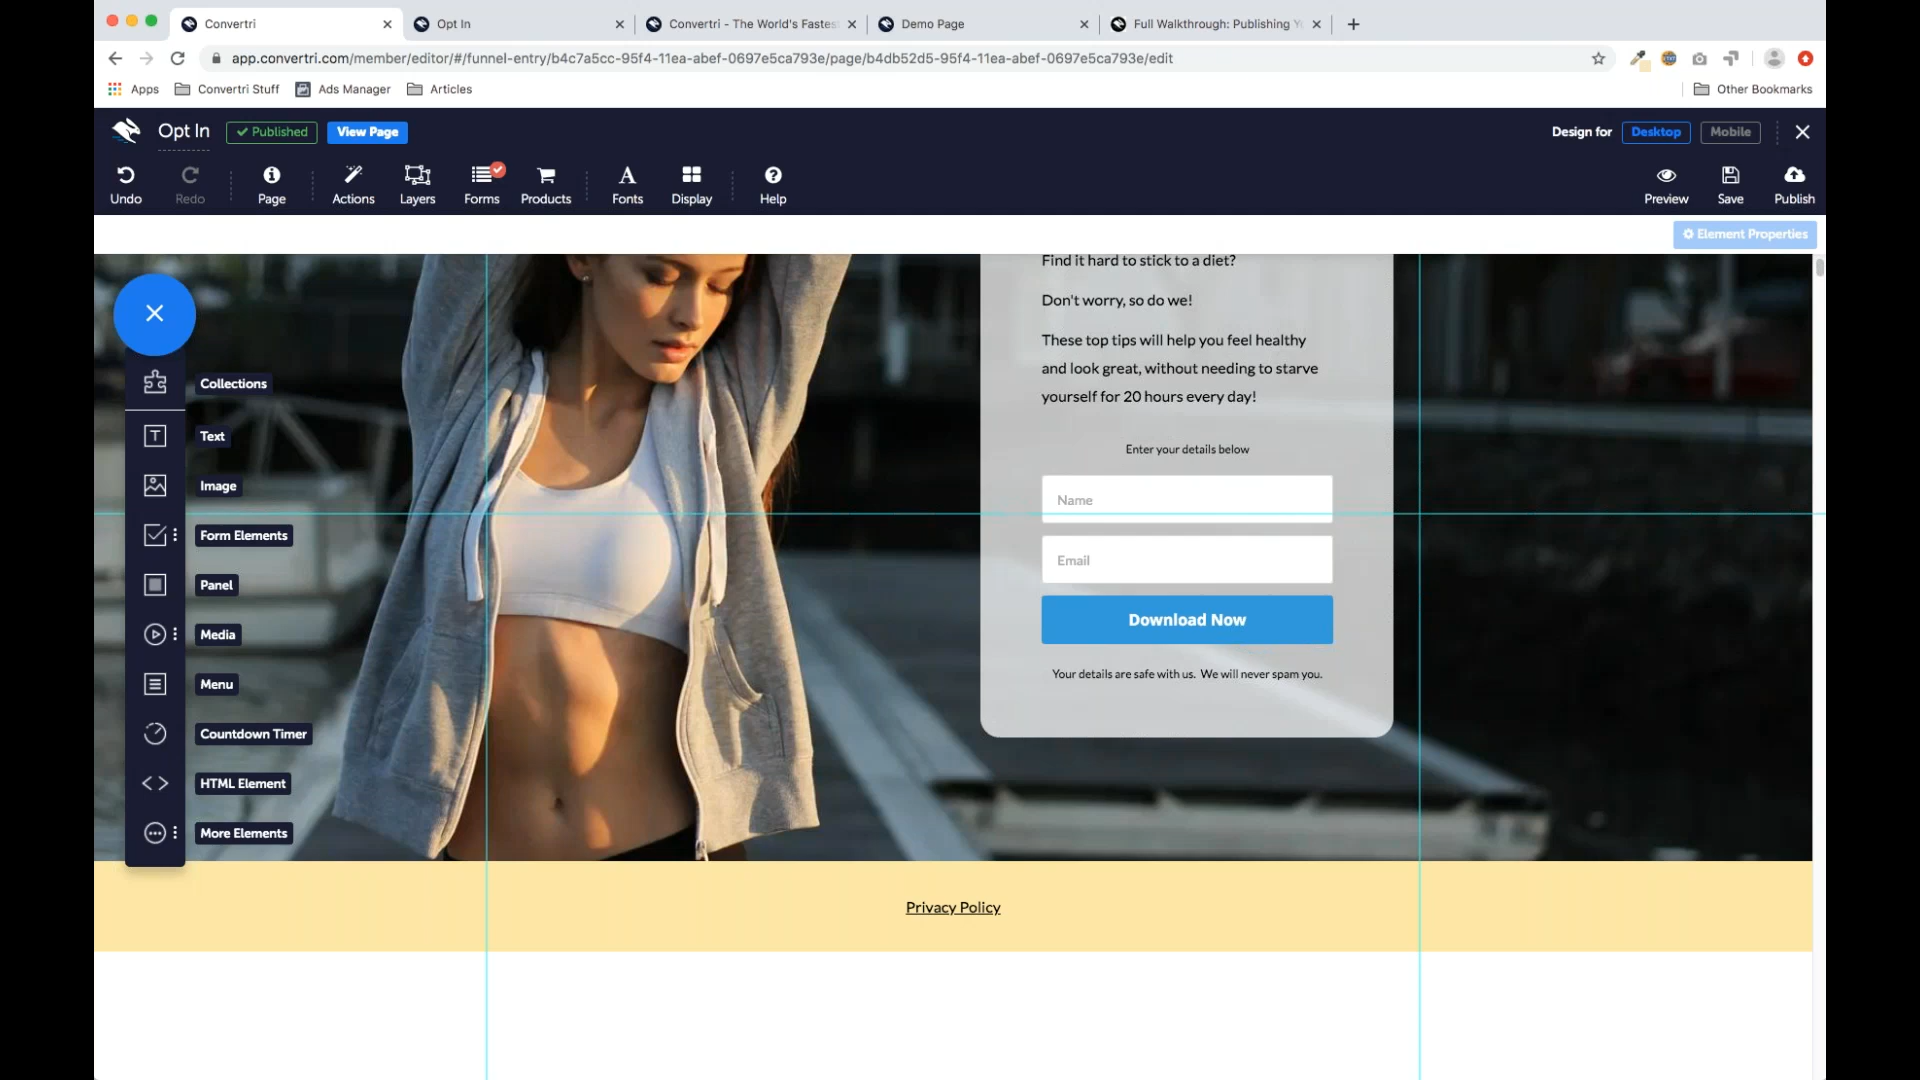 Convertri
Opt In
Convertri - The World's Fastes
Demo Page
Full Walkthrough: Publishing Y
app.convertri.com/member/editor/#/funnel-entry/b4c7a5cc-95f4-11ea-abef-0697e5ca793e/page/b4db52d5-95f4-11ea-abef-0697e5ca793e/edit
Apps
Convertri Stuff
Ads Manager
Articles
Other Bookmarks
Opt In
Published
View Page
Design for
Desktop
Mobile
Undo
Redo
Page
Actions
Layers
Forms
Products
Fonts
Display
Help
Preview
Save
Publish
Element Properties
Collections
Text
Image
Form Elements
Panel
Media
Menu
Countdown Timer
HTML Element
More Elements
Find it hard to stick to a diet?
Don't worry, so do we!
These top tips will help you feel healthy
and look great, without needing to starve
yourself for 20 hours every day!
Enter your details below
Name
Email
Download Now
Your details are safe with us. We will never spam you.
Privacy Policy